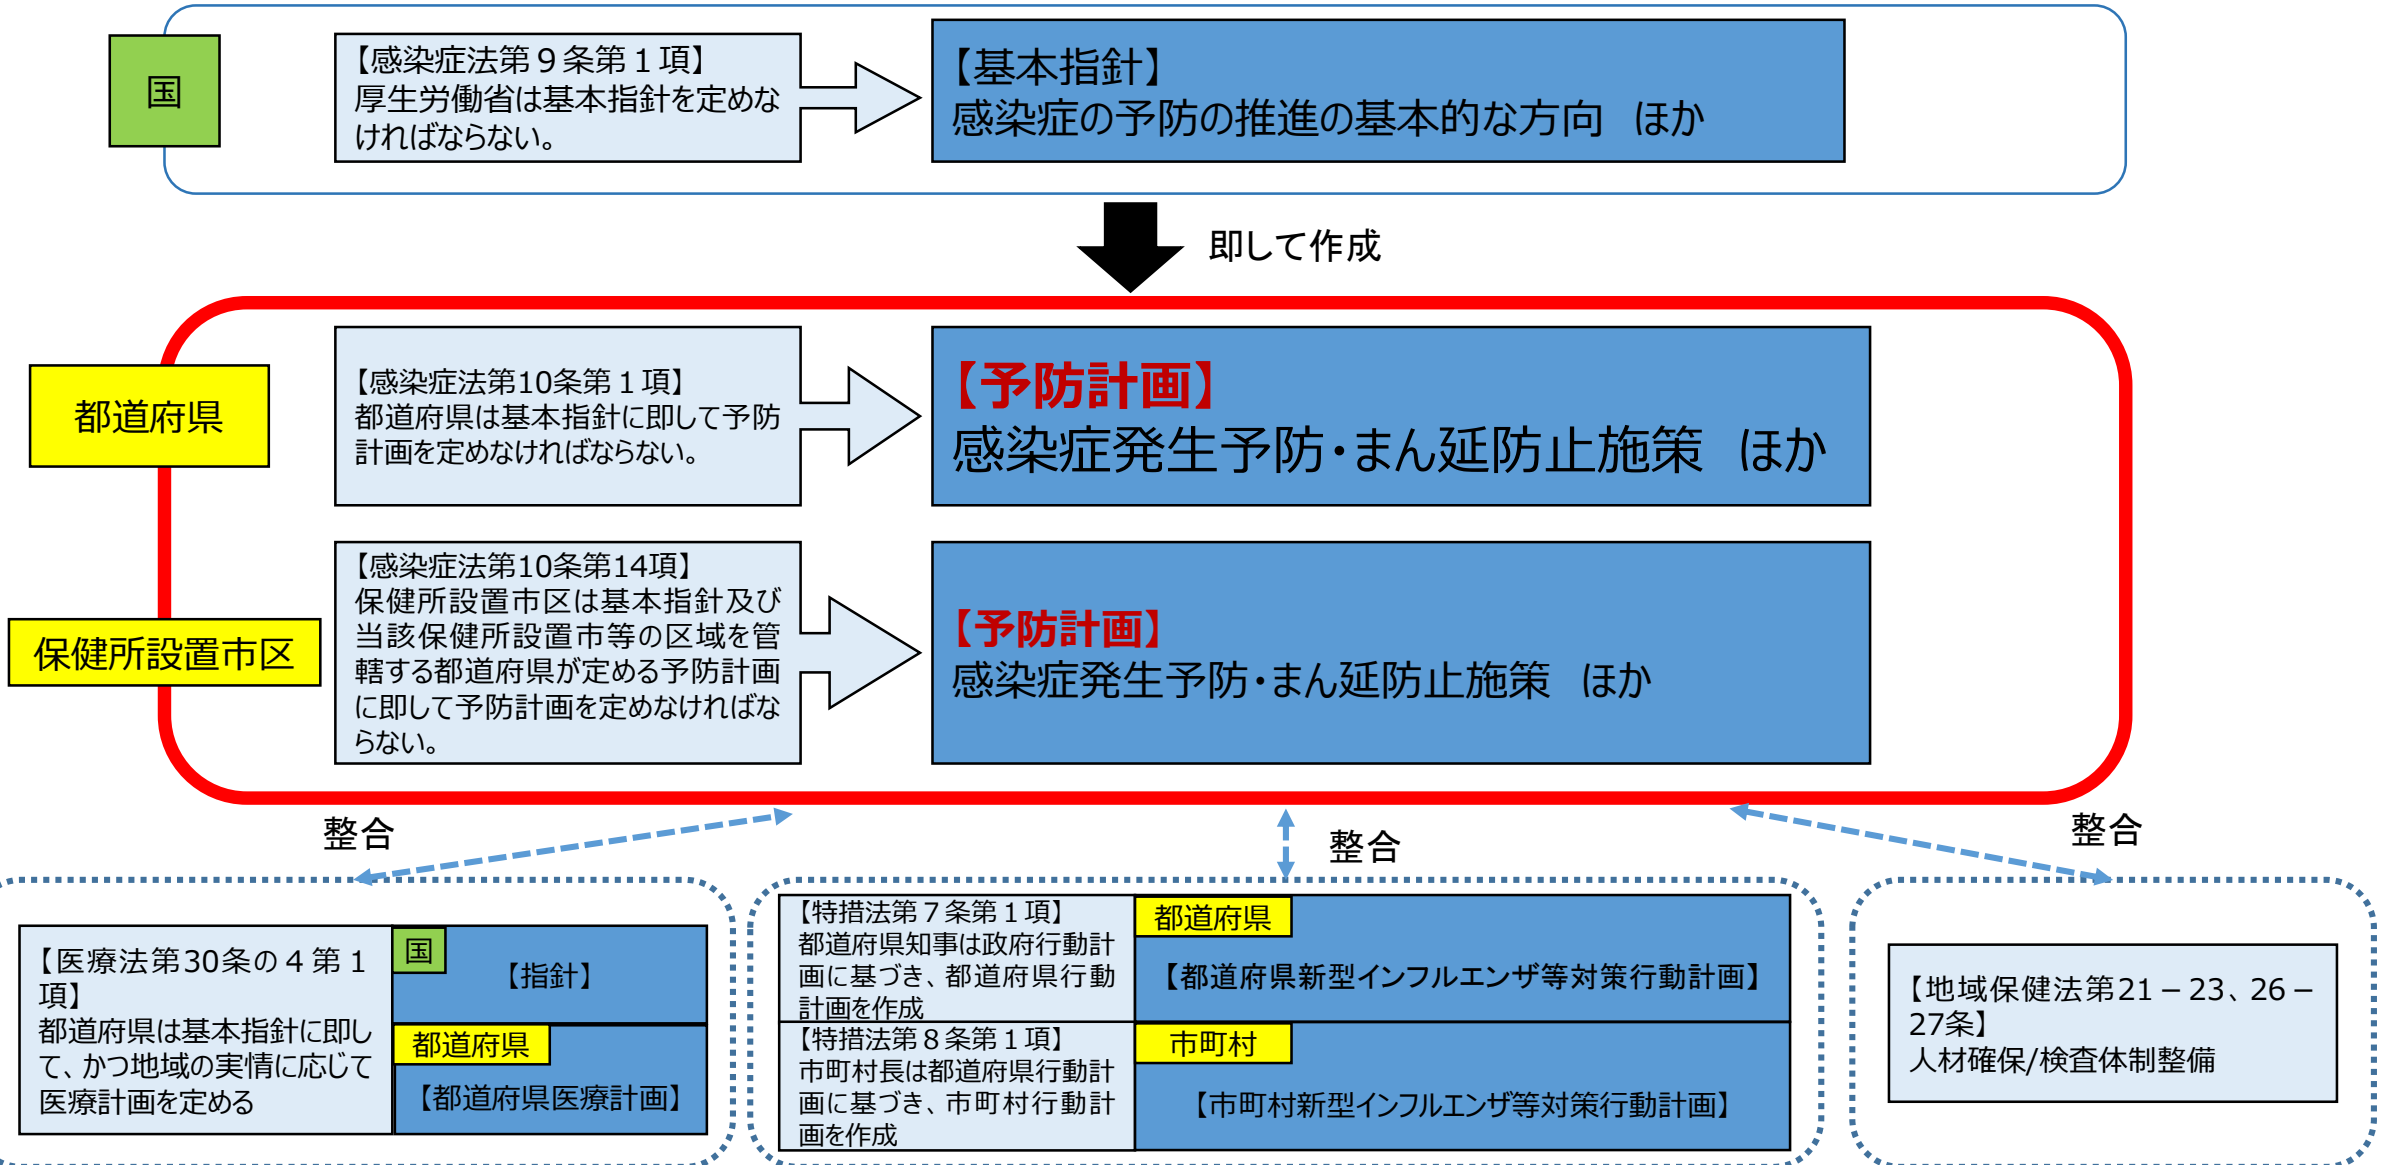 国
【感染症法第９条第１項】
厚生労働省は基本指針を定めな
ければならない。
【基本指針】
感染症の予防の推進の基本的な方向　ほか
即して作成
都道府県
【感染症法第10条第１項】
都道府県は基本指針に即して予防
計画を定めなければならない。
【予防計画】
感染症発生予防・まん延防止施策　ほか
保健所設置市区
【感染症法第10条第14項】
保健所設置市区は基本指針及び
当該保健所設置市等の区域を管
轄する都道府県が定める予防計画
に即して予防計画を定めなければな
らない。
【予防計画】
感染症発生予防・まん延防止施策　ほか
整合
整合
整合
【医療法第30条の４第１
項】
都道府県は基本指針に即し
て、かつ地域の実情に応じて
医療計画を定める
国
【指針】
都道府県
【都道府県医療計画】
【特措法第７条第１項】
都道府県知事は政府行動計
画に基づき、都道府県行動
計画を作成
都道府県
【都道府県新型インフルエンザ等対策行動計画】
【特措法第８条第１項】
市町村長は都道府県行動計
画に基づき、市町村行動計
画を作成
市町村
【市町村新型インフルエンザ等対策行動計画】
【地域保健法第21－23、26－
27条】
人材確保/検査体制整備